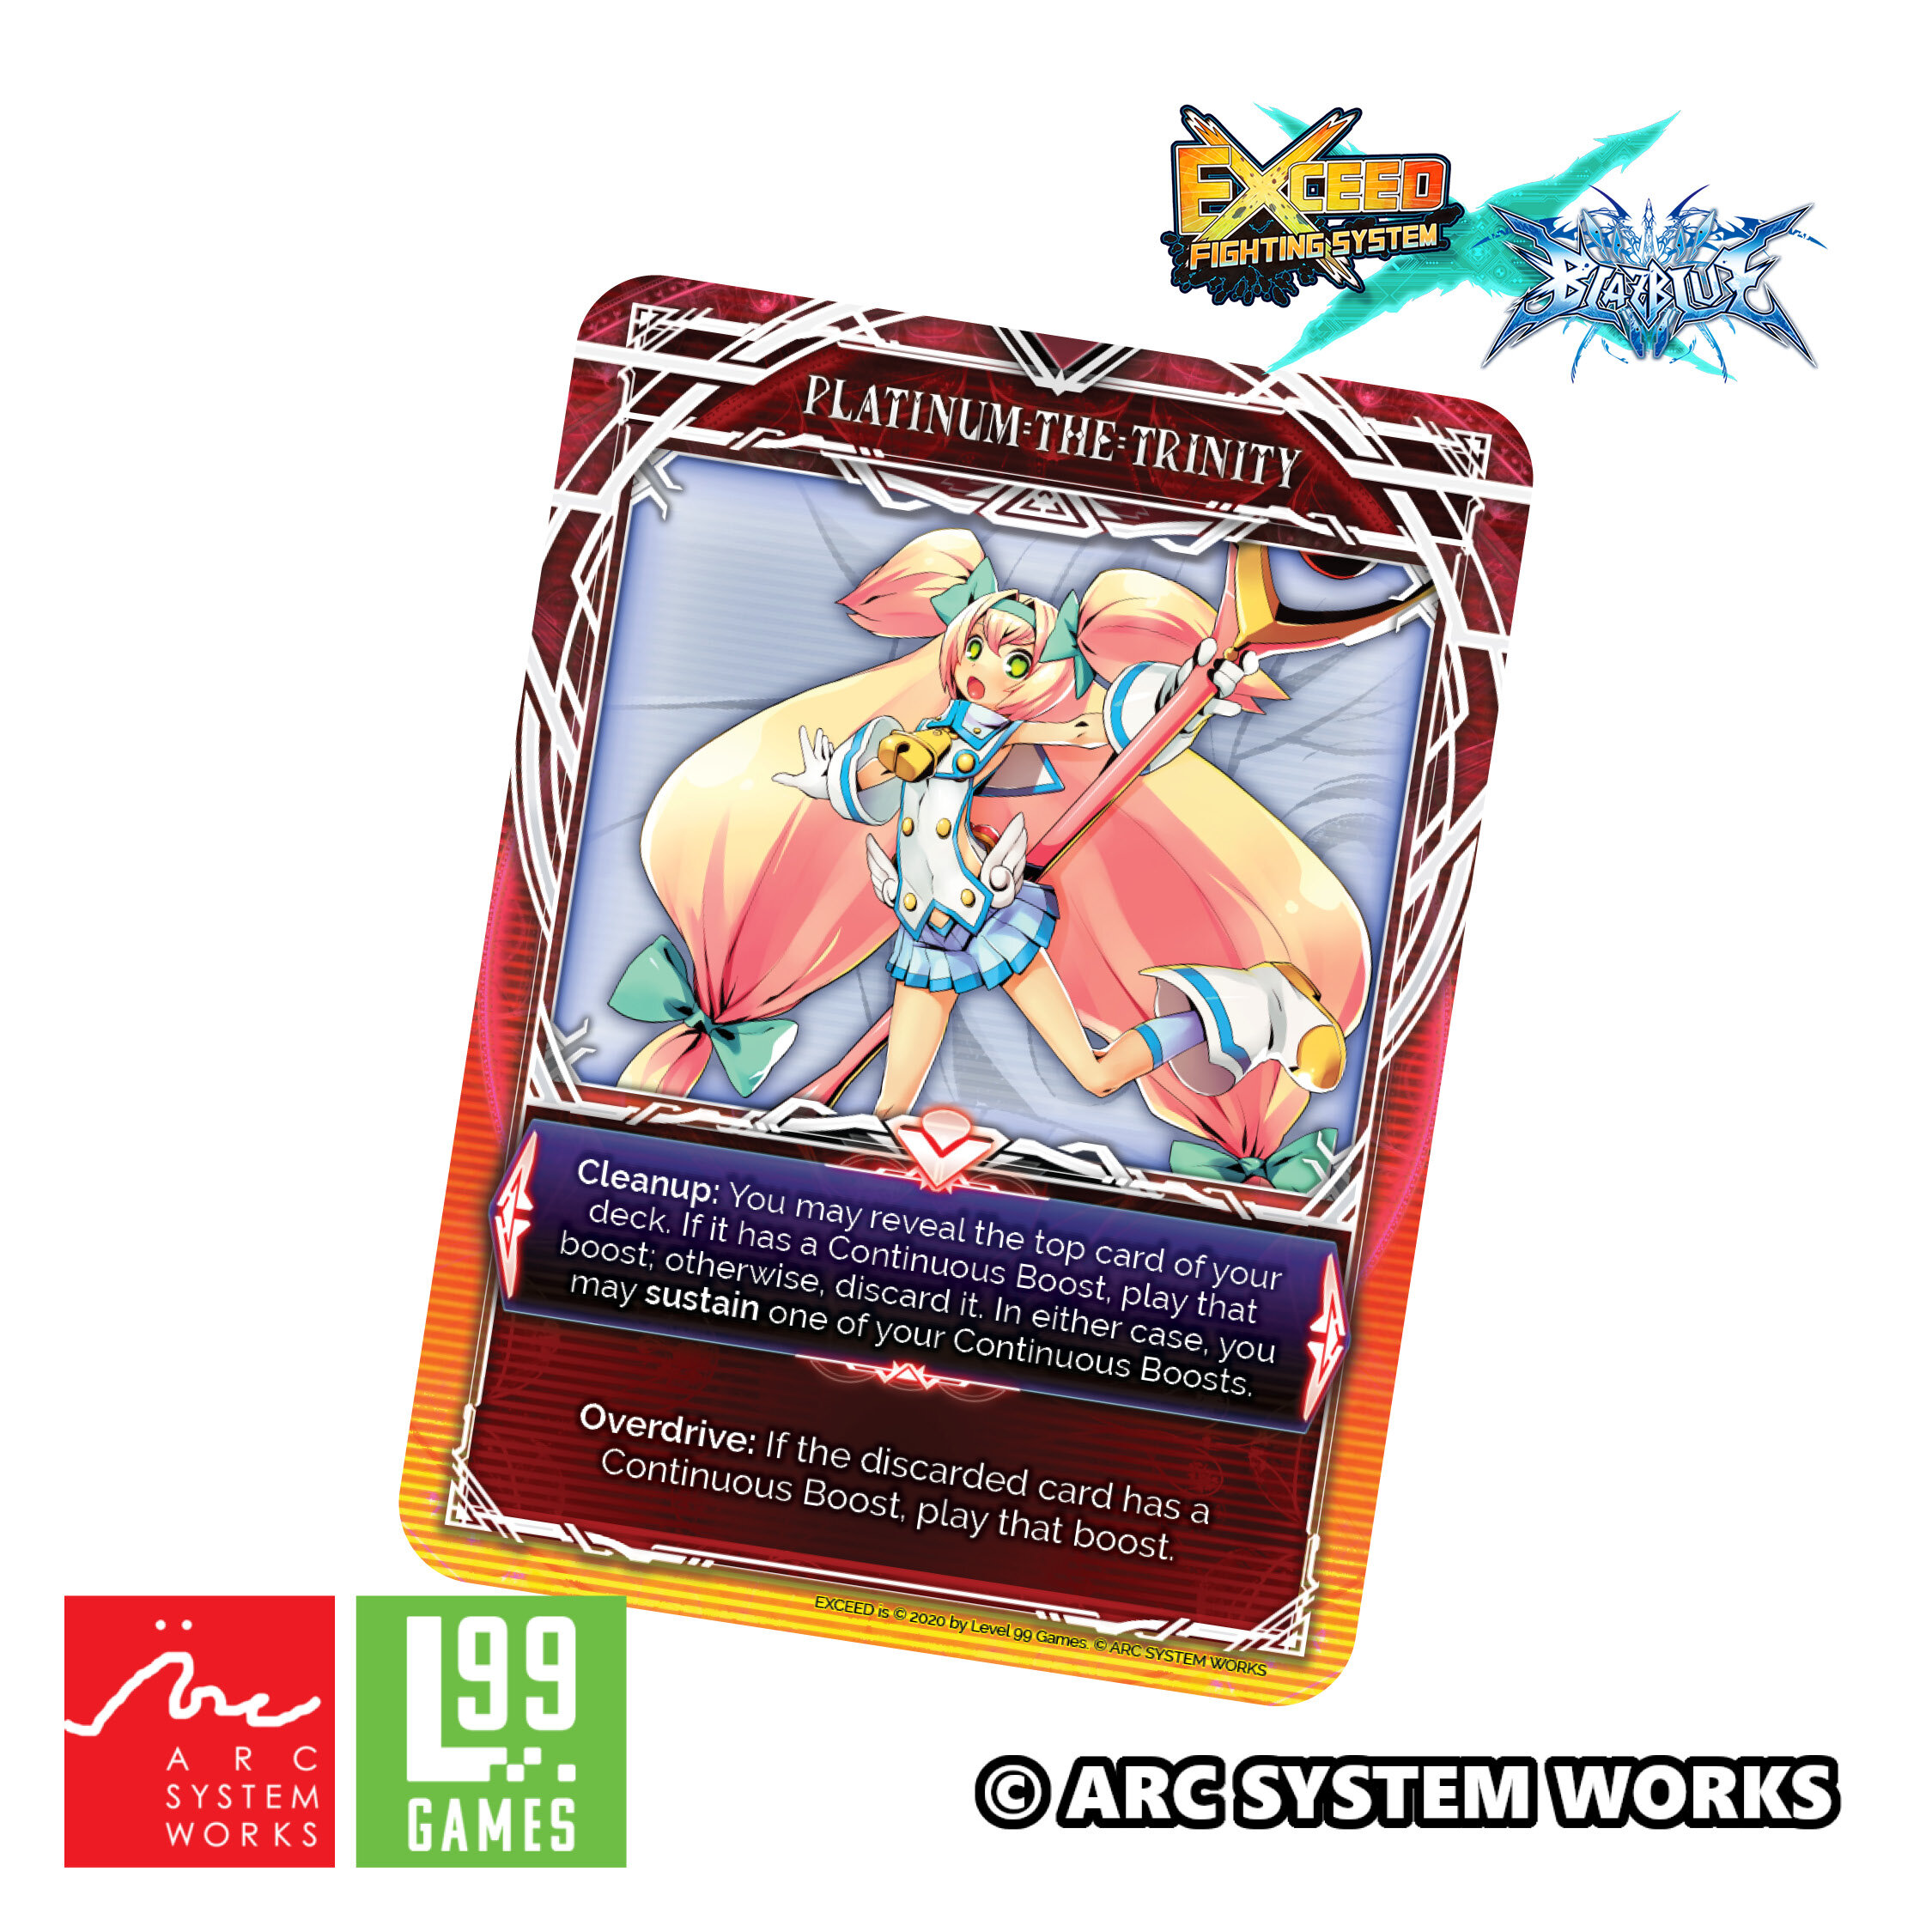 EXCEED
FIGHTING SYSTEM
BLAZBLUE
PLATINUM=THE=TRINITY
Cleanup: You may reveal the top card of your
deck. If it has a Continuous Boost, play that
boost; otherwise, discard it. In either case, you
may sustain one of your Continuous Boosts.
Overdrive: If the discarded card has a
Continuous Boost, play that boost.
EXCEED is © 2020 by Level 99 Games. © ARC SYSTEM WORKS
Arc
ARC
SYSTEM
WORKS
L99
GAMES
© ARC SYSTEM WORKS